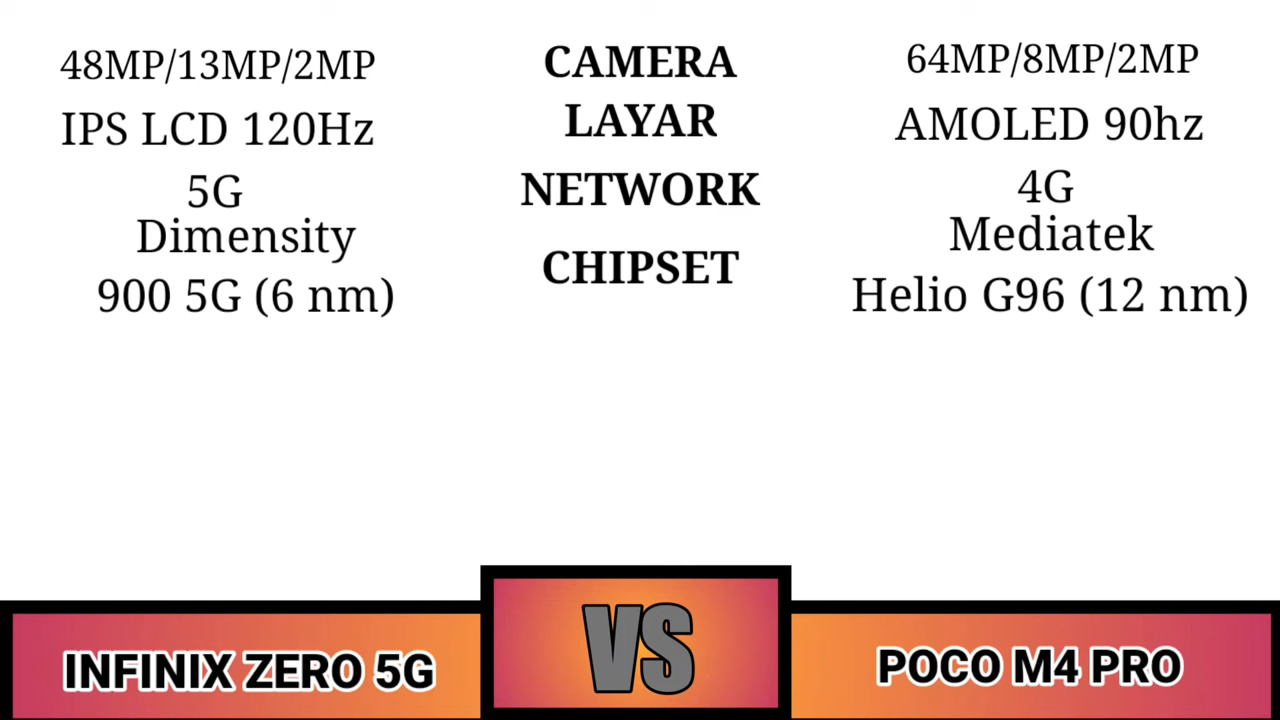 48MP/13MP/2MP CAMERA 64MP/8MP/2MP
IPS LCD 120Hz LAYAR AMOLED 90hz
5G NETWORK 4G
Dimensity Mediatek
900 5G (6 nm) CHIPSET Helio G96 (12 nm)
INFINIX ZERO 5G VS POCO M4 PRO